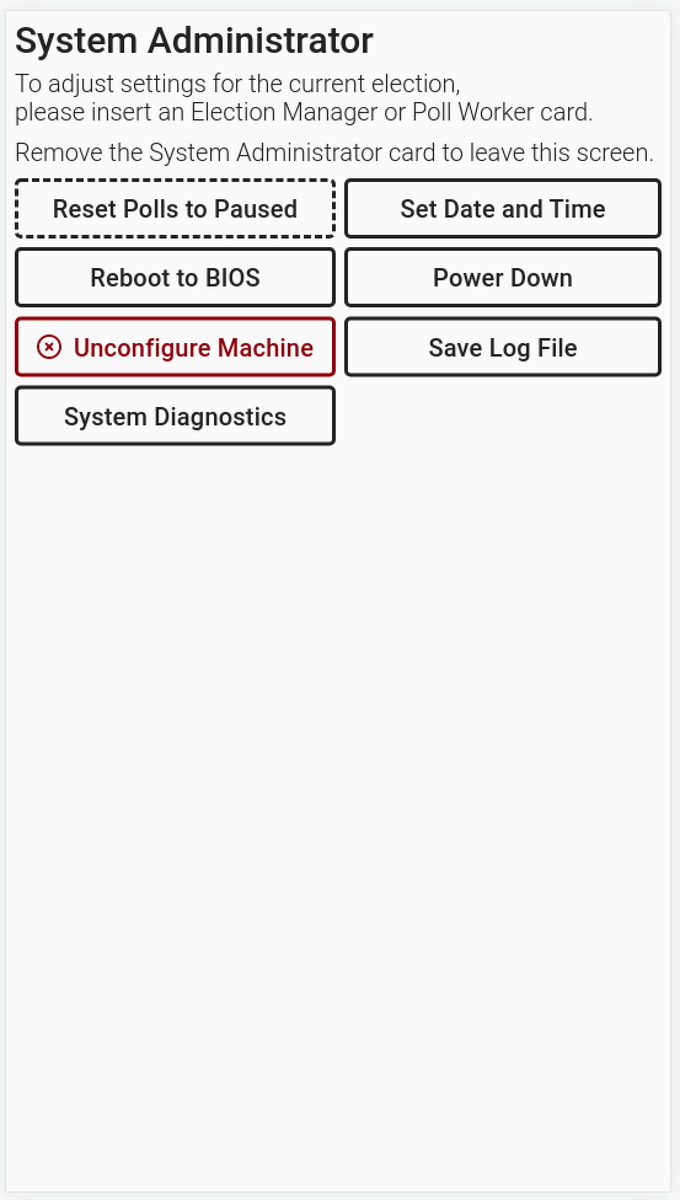 System Administrator
To adjust settings for the current election,
please insert an Election Manager or Poll Worker card.
Remove the System Administrator card to leave this screen.
Reset Polls to Paused
Set Date and Time
Reboot to BIOS
Power Down
Unconfigure Machine
Save Log File
System Diagnostics